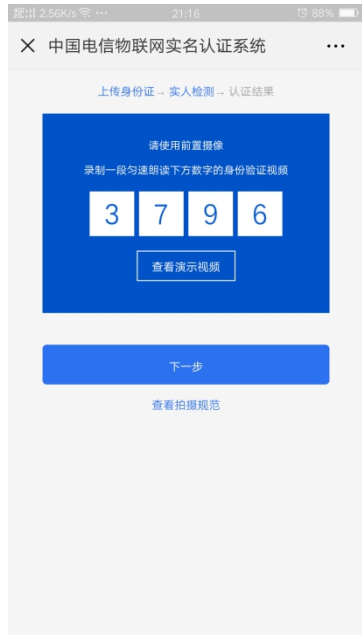 2.56K/s ... 21:16 88%
× 中国电信物联网实名认证系统 ...
上传身份证→ 实人检测→ 认证结果
请使用前置摄像
录制一段匀速朗读下方数字的身份验证视频
3 7 9 6
查看演示视频
下一步
查看拍摄规范